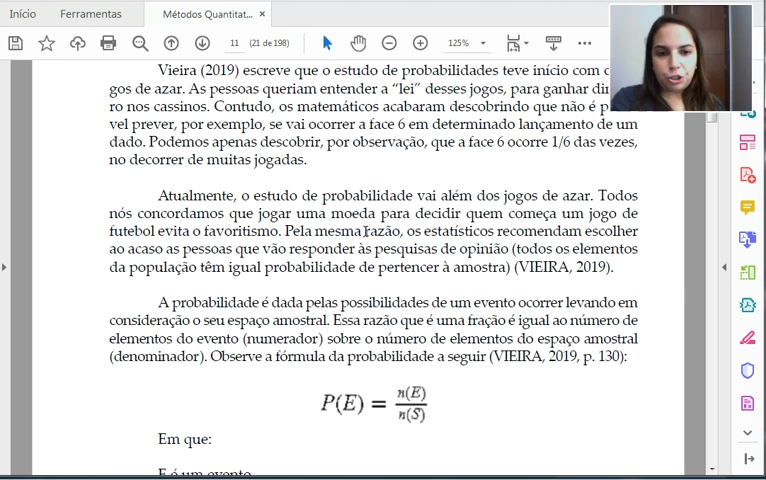 Início Ferramentas Métodos Quantitat... ×
11 (21 de 198) 125%
Vieira (2019) escreve que o estudo de probabilidades teve início com
gos de azar. As pessoas queriam entender a “lei” desses jogos, para ganhar
ro nos cassinos. Contudo, os matemáticos acabaram descobrindo que não é
vel prever, por exemplo, se vai ocorrer a face 6 em determinado lançamento de um
dado. Podemos apenas descobrir, por observação, que a face 6 ocorre 1/6 das vezes,
no decorrer de muitas jogadas.
Atualmente, o estudo de probabilidade vai além dos jogos de azar. Todos
nós concordamos que jogar uma moeda para decidir quem começa um jogo de
futebol evita o favoritismo. Pela mesma razão, os estatísticos recomendam escolher
ao acaso as pessoas que vão responder às pesquisas de opinião (todos os elementos
da população têm igual probabilidade de pertencer à amostra) (VIEIRA, 2019).
A probabilidade é dada pelas possibilidades de um evento ocorrer levando em
consideração o seu espaço amostral. Essa razão que é uma fração é igual ao número de
elementos do evento (numerador) sobre o número de elementos do espaço amostral
(denominador). Observe a fórmula da probabilidade a seguir (VIEIRA, 2019, p. 130):
P(E) = n(E)/n(S)
Em que:
E é um evento